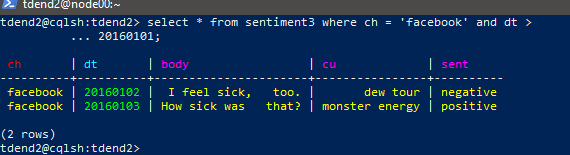 tdend2@node00:~
tdend2@cqlsh:tdend2> select * from sentiment3 where ch = 'facebook' and dt >
... 20160101;
ch | dt | body | cu | sent
----------+----------+---------------------+----------------+----------
facebook | 20160102 | I feel sick, too. | dew tour | negative
facebook | 20160103 | How sick was that? | monster energy | positive
(2 rows)
tdend2@cqlsh:tdend2>